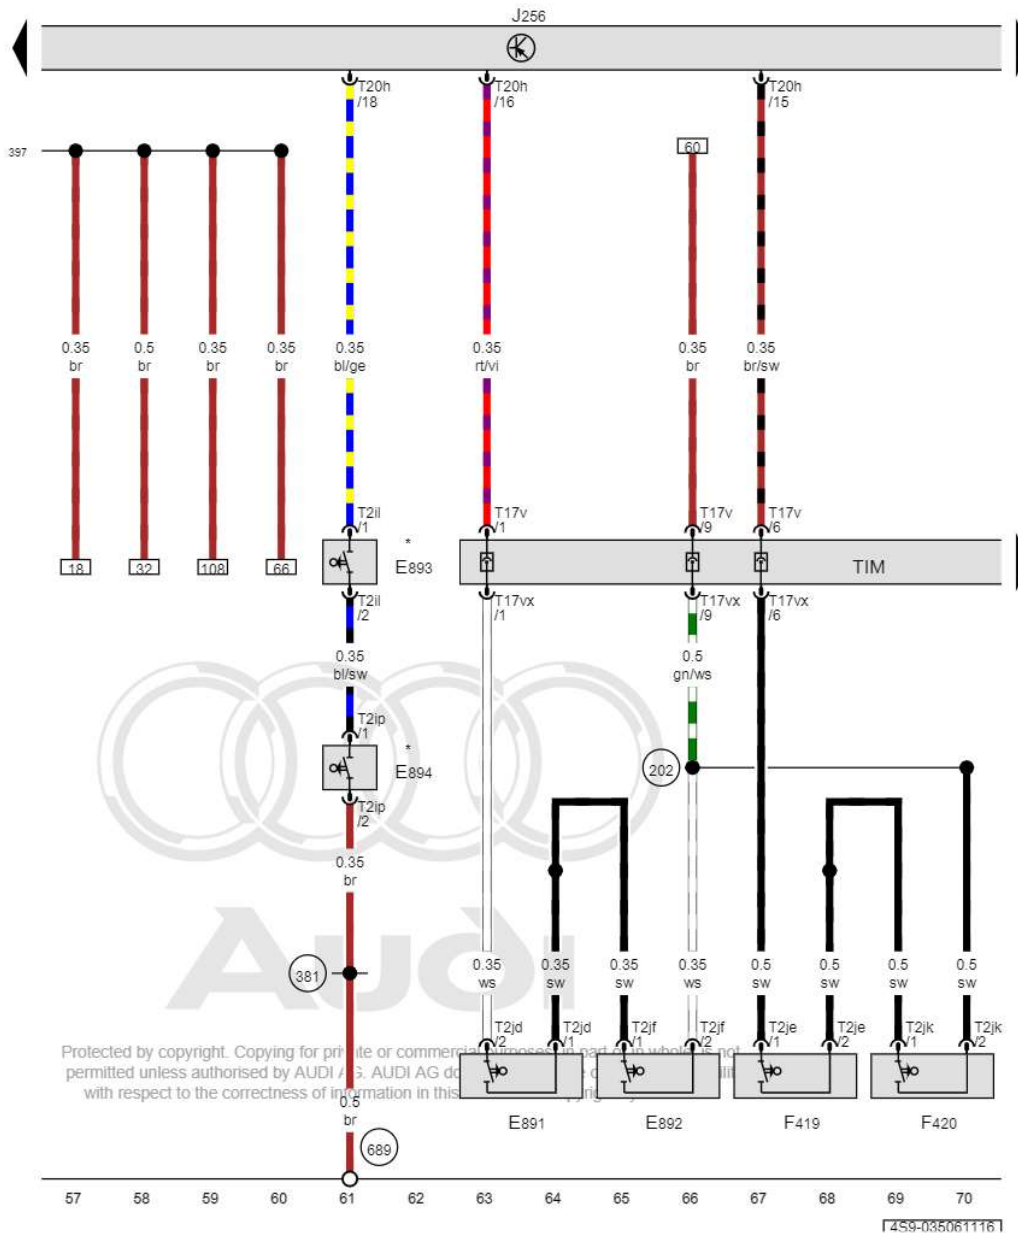 J256
T20h
/18
T20h
/16
T20h
/15
397
60
0.35
br
0.5
br
0.35
br
0.35
br
0.35
bl/ge
0.35
rt/vi
0.35
br
0.35
br/sw
T2il
/1
T17v
/1
T17v
/9
T17v
/6
18
32
108
66
*
E893
TIM
T2il
/2
T17vx
/1
T17vx
/9
T17vx
/6
0.35
bl/sw
0.5
gn/ws
T2ip
/1
*
E894
202
T2ip
/2
0.35
br
AUDI
381
0.35
ws
0.35
sw
0.35
sw
0.35
ws
0.5
sw
0.5
sw
0.5
sw
0.5
sw
T2jd
/2
T2jd
/1
T2jf
/1
T2jf
/2
T2je
/1
T2je
/2
T2jk
/1
T2jk
/2
Protected by copyright. Copying for private or commercial purposes, in part or in whole, is not
permitted unless authorised by AUDI AG. AUDI AG do
with respect to the correctness of information in this
0.5
br
E891
E892
F419
F420
689
57 58 59 60 61 62 63 64 65 66 67 68 69 70
4S9-035061116